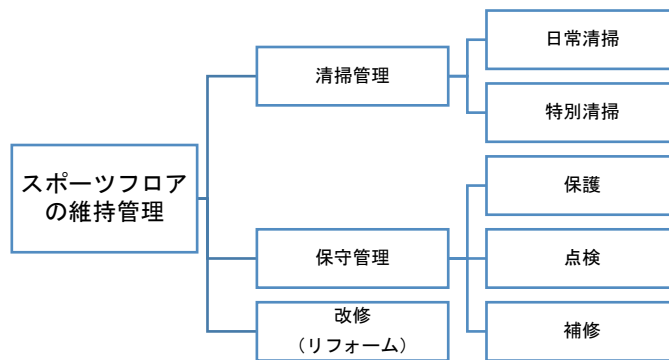 スポーツフロア
の維持管理
清掃管理
日常清掃
特別清掃
保守管理
保護
点検
補修
改修
（リフォーム）